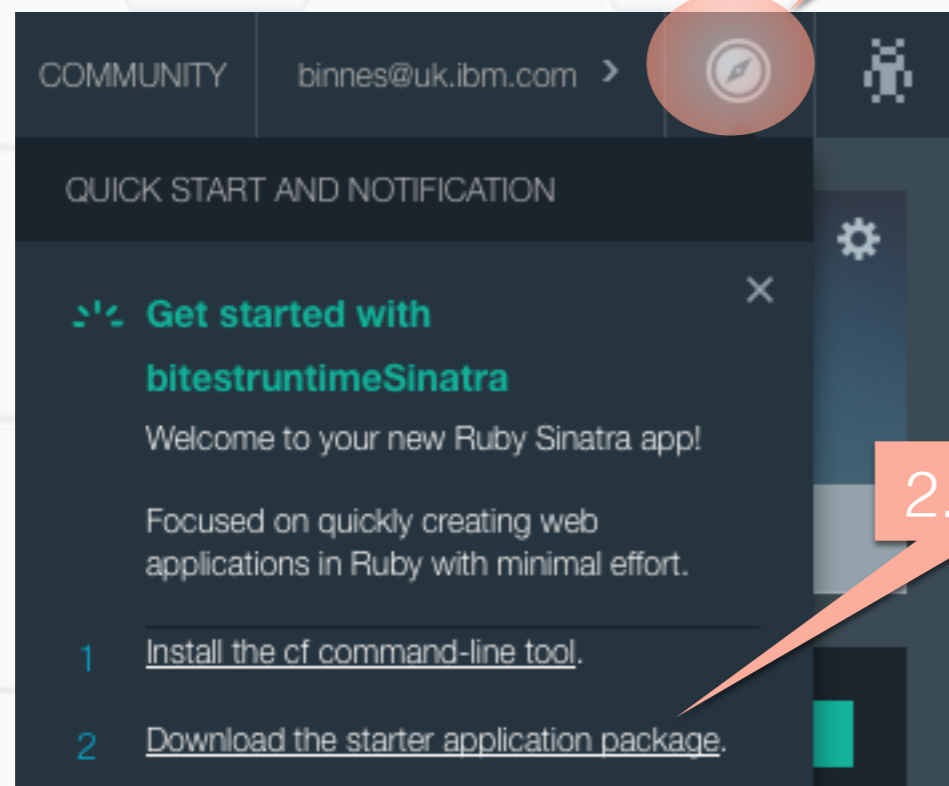 COMMUNITY binnes@uk.ibm.com >
QUICK START AND NOTIFICATION
Get started with
bitestruntimeSinatra
Welcome to your new Ruby Sinatra app!
Focused on quickly creating web
applications in Ruby with minimal effort.
2.
1 Install the cf command-line tool.
2 Download the starter application package.